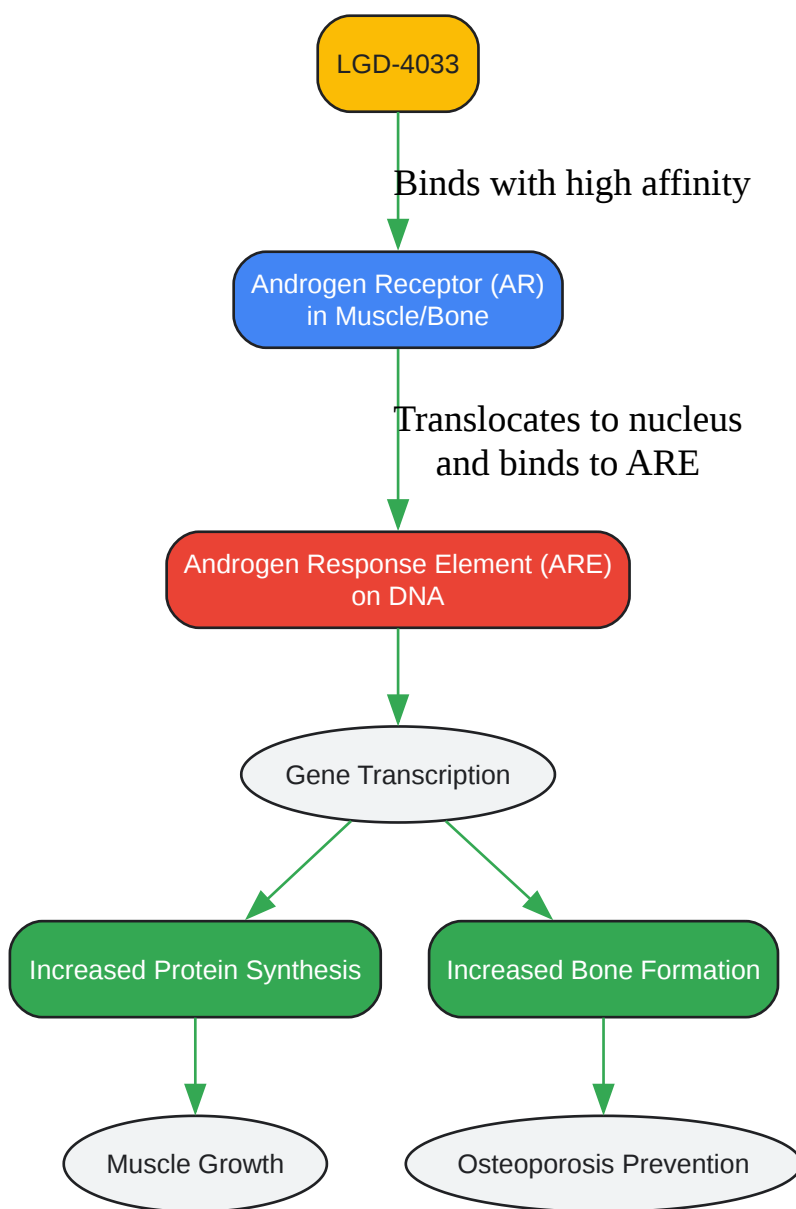 LGD-4033
Binds with high affinity
Androgen Receptor (AR)
in Muscle/Bone
Translocates to nucleus
and binds to ARE
Androgen Response Element (ARE)
on DNA
Gene Transcription
Increased Protein Synthesis
Increased Bone Formation
Muscle Growth
Osteoporosis Prevention